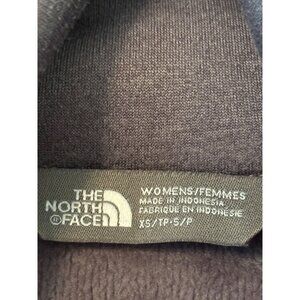 THE
NORTH
©FACE
WOMENS/FEMMES
MADE IN INDONESIA
FABRIQUÉ EN INDONÉSIE
XS/TP-S/P